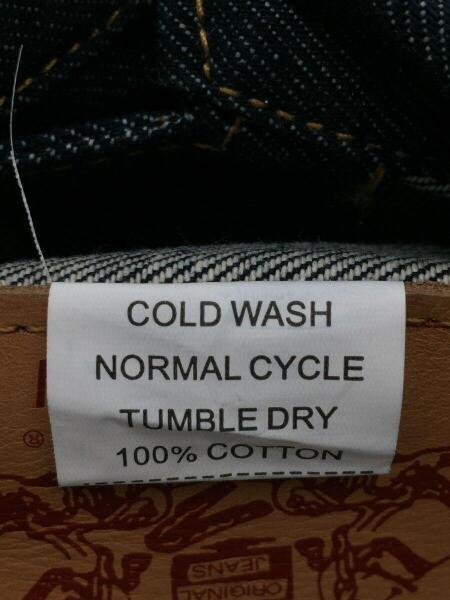 COLD WASH
NORMAL CYCLE
TUMBLE DRY
100% COTTON
®
ORIGINAL
JEANS